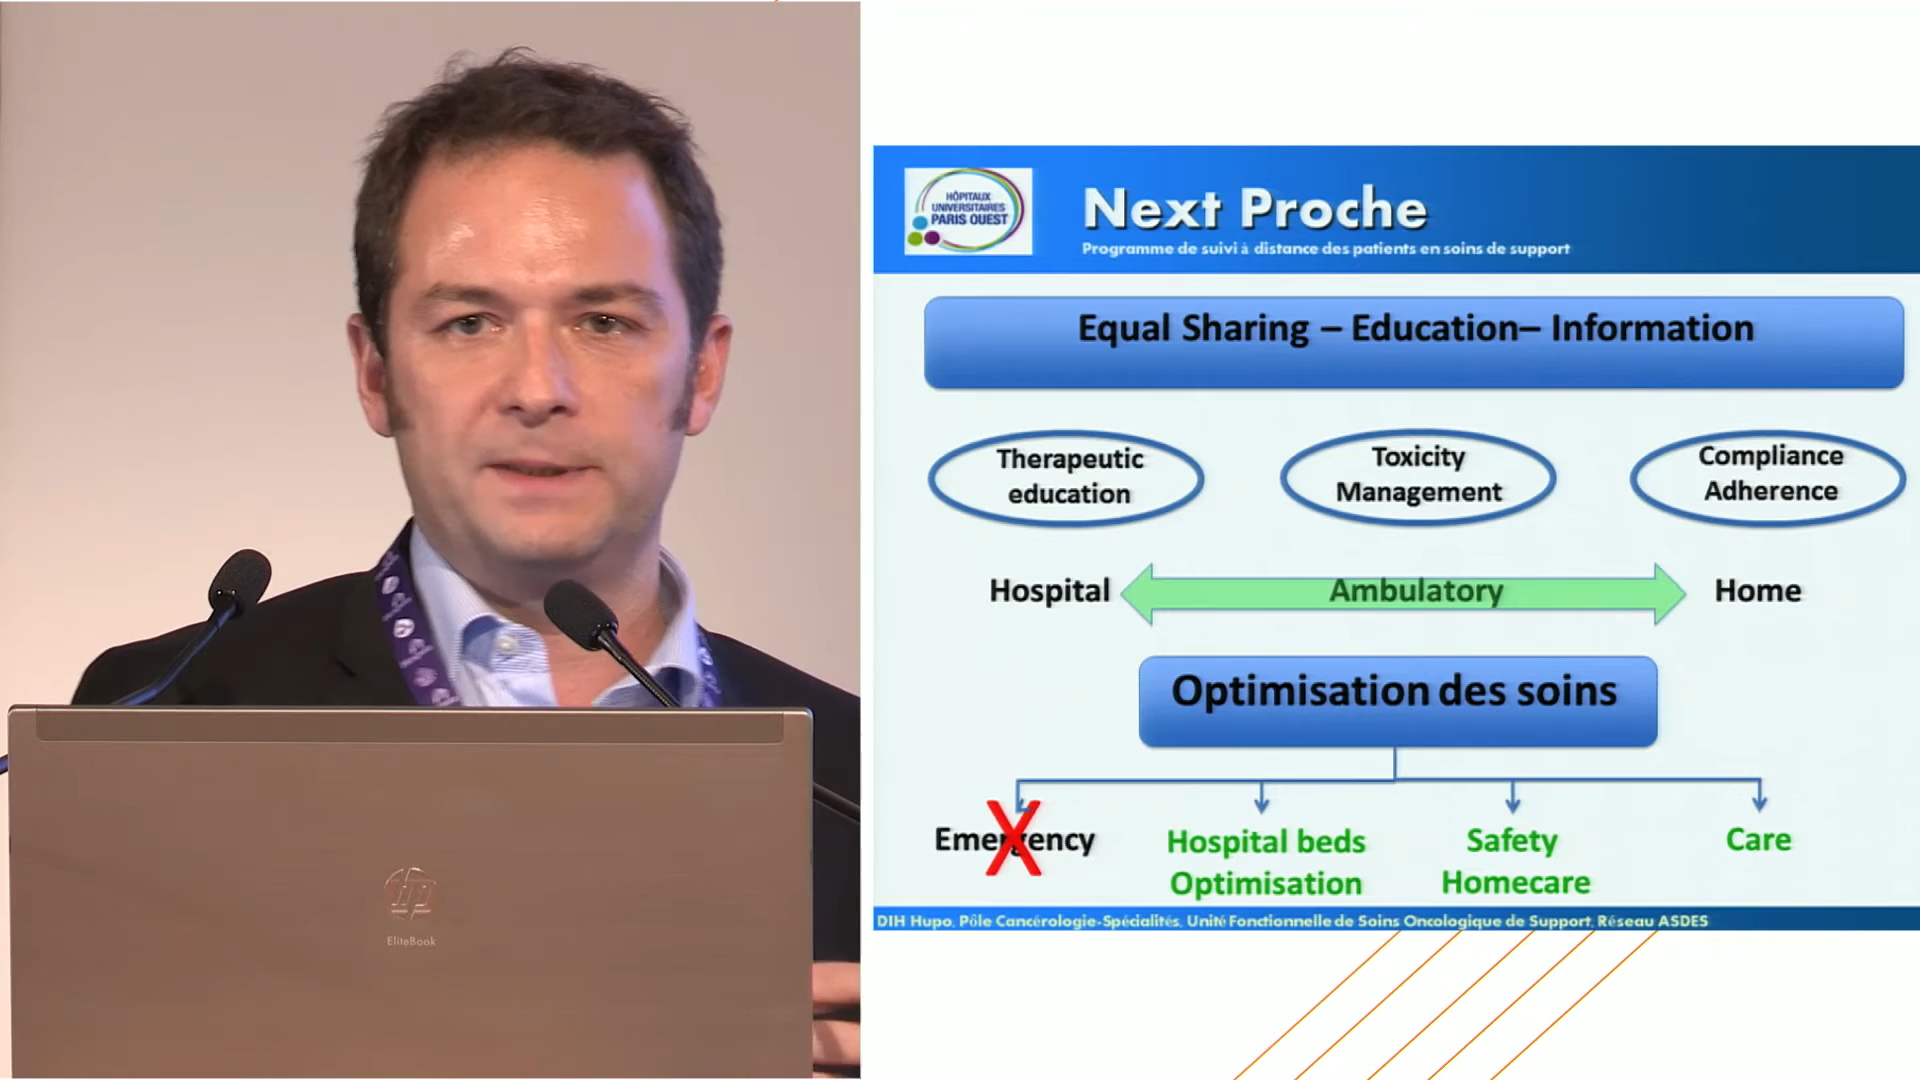 HÔPITAUX
UNIVERSITAIRES
PARIS OUEST
Next Proche
Programme de suivi à distance des patients en soins de support
Equal Sharing – Education– Information
Therapeutic
education
Toxicity
Management
Compliance
Adherence
Hospital
Ambulatory
Home
Optimisation des soins
Emergency
Hospital beds
Optimisation
Safety
Homecare
Care
DIH Hupo, Pôle Cancérologie-Spécialités, Unité Fonctionnelle de Soins Oncologique de Support, Réseau ASDES
hp
EliteBook